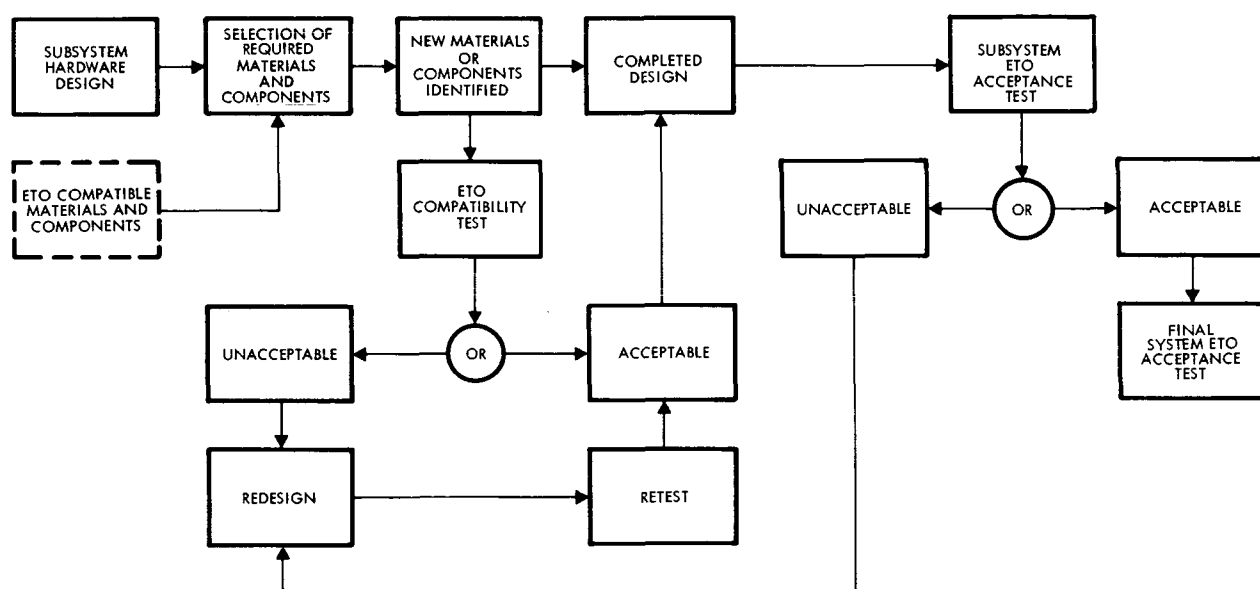 SUBSYSTEM
HARDWARE
DESIGN
SELECTION OF
REQUIRED
MATERIALS
AND
COMPONENTS
NEW MATERIALS
OR
COMPONENTS
IDENTIFIED
COMPLETED
DESIGN
SUBSYSTEM
ETO
ACCEPTANCE
TEST
ETO COMPATIBLE
MATERIALS AND
COMPONENTS
ETO
COMPATIBILITY
TEST
UNACCEPTABLE
OR
ACCEPTABLE
UNACCEPTABLE
OR
ACCEPTABLE
FINAL
SYSTEM ETO
ACCEPTANCE
TEST
REDESIGN
RETEST